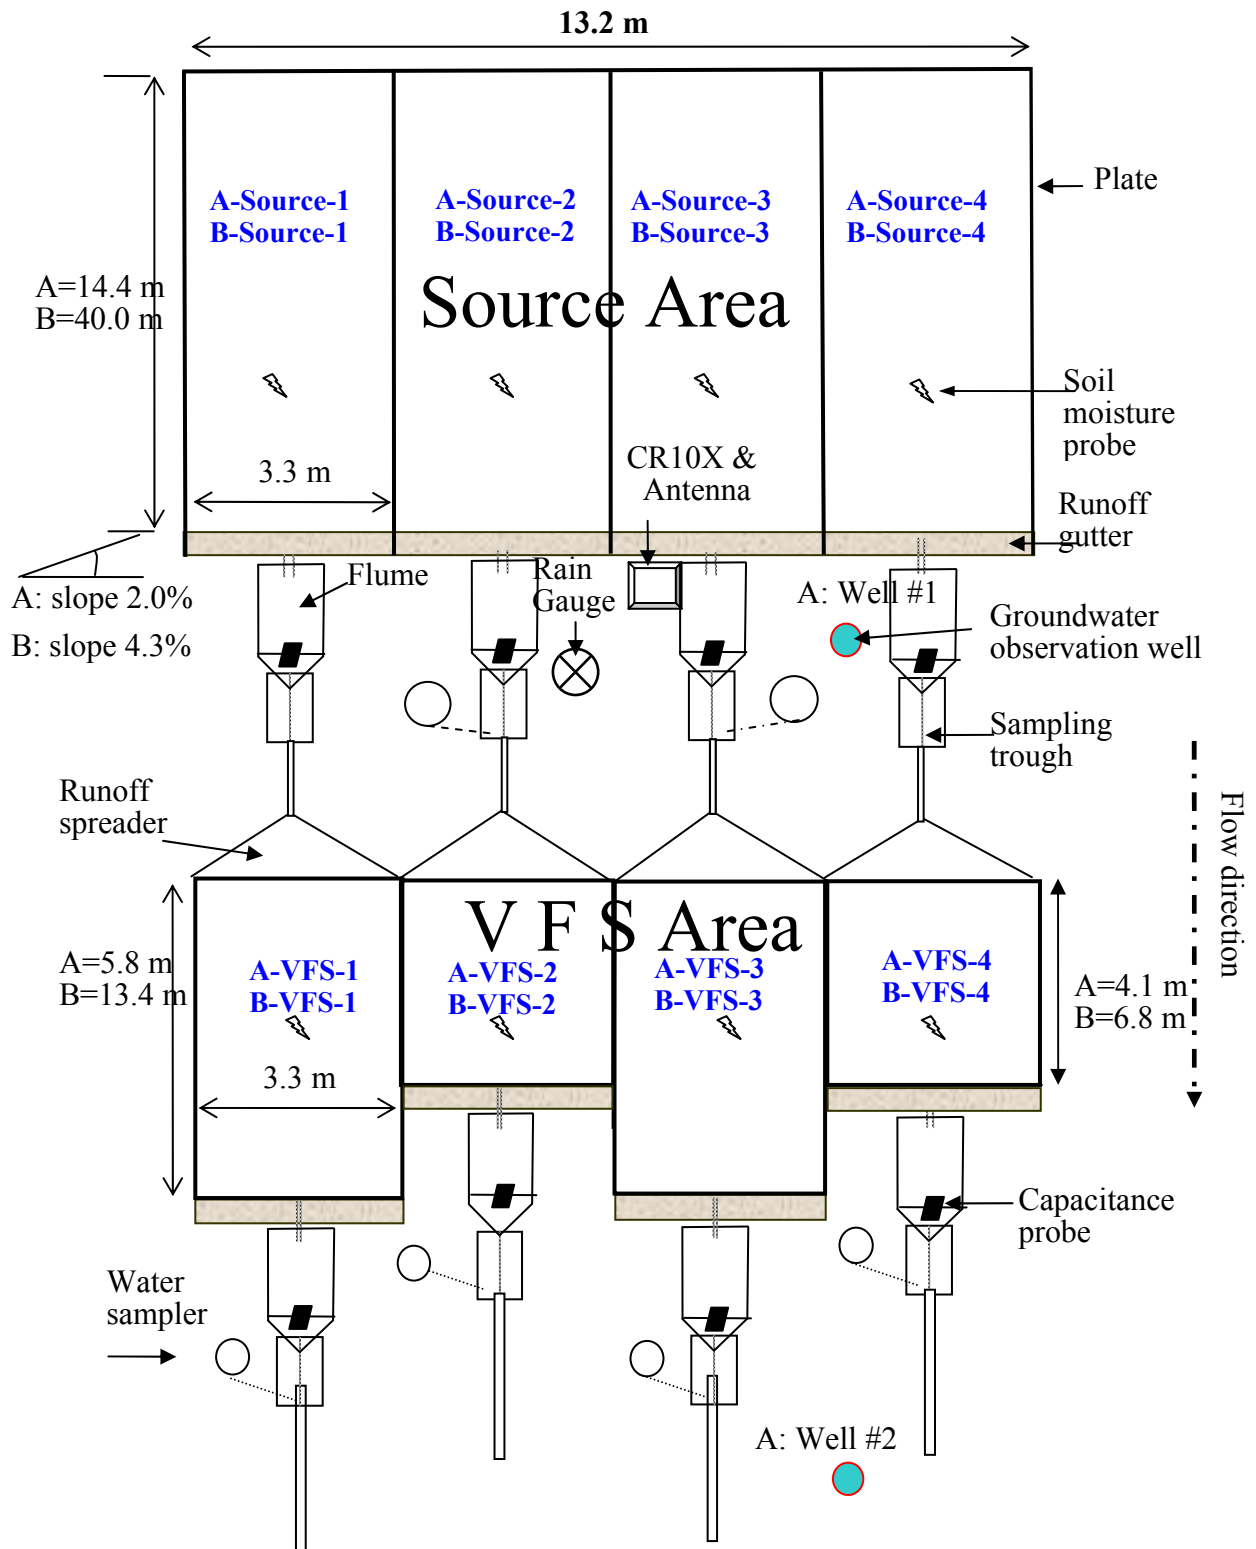 13.2 m
Plate
A-Source-1
B-Source-1
A-Source-2
B-Source-2
A-Source-3
B-Source-3
A-Source-4
B-Source-4
A=14.4 m
B=40.0 m
Source Area
Soil
moisture
probe
3.3 m
CR10X &
Antenna
Runoff
gutter
A: slope 2.0%
B: slope 4.3%
Flume
Rain
Gauge
A: Well #1
Groundwater
observation well
Sampling
trough
Runoff
spreader
Flow direction
V F S Area
A=5.8 m
B=13.4 m
A-VFS-1
B-VFS-1
A-VFS-2
B-VFS-2
A-VFS-3
B-VFS-3
A-VFS-4
B-VFS-4
A=4.1 m
B=6.8 m
3.3 m
Capacitance
probe
Water
sampler
A: Well #2